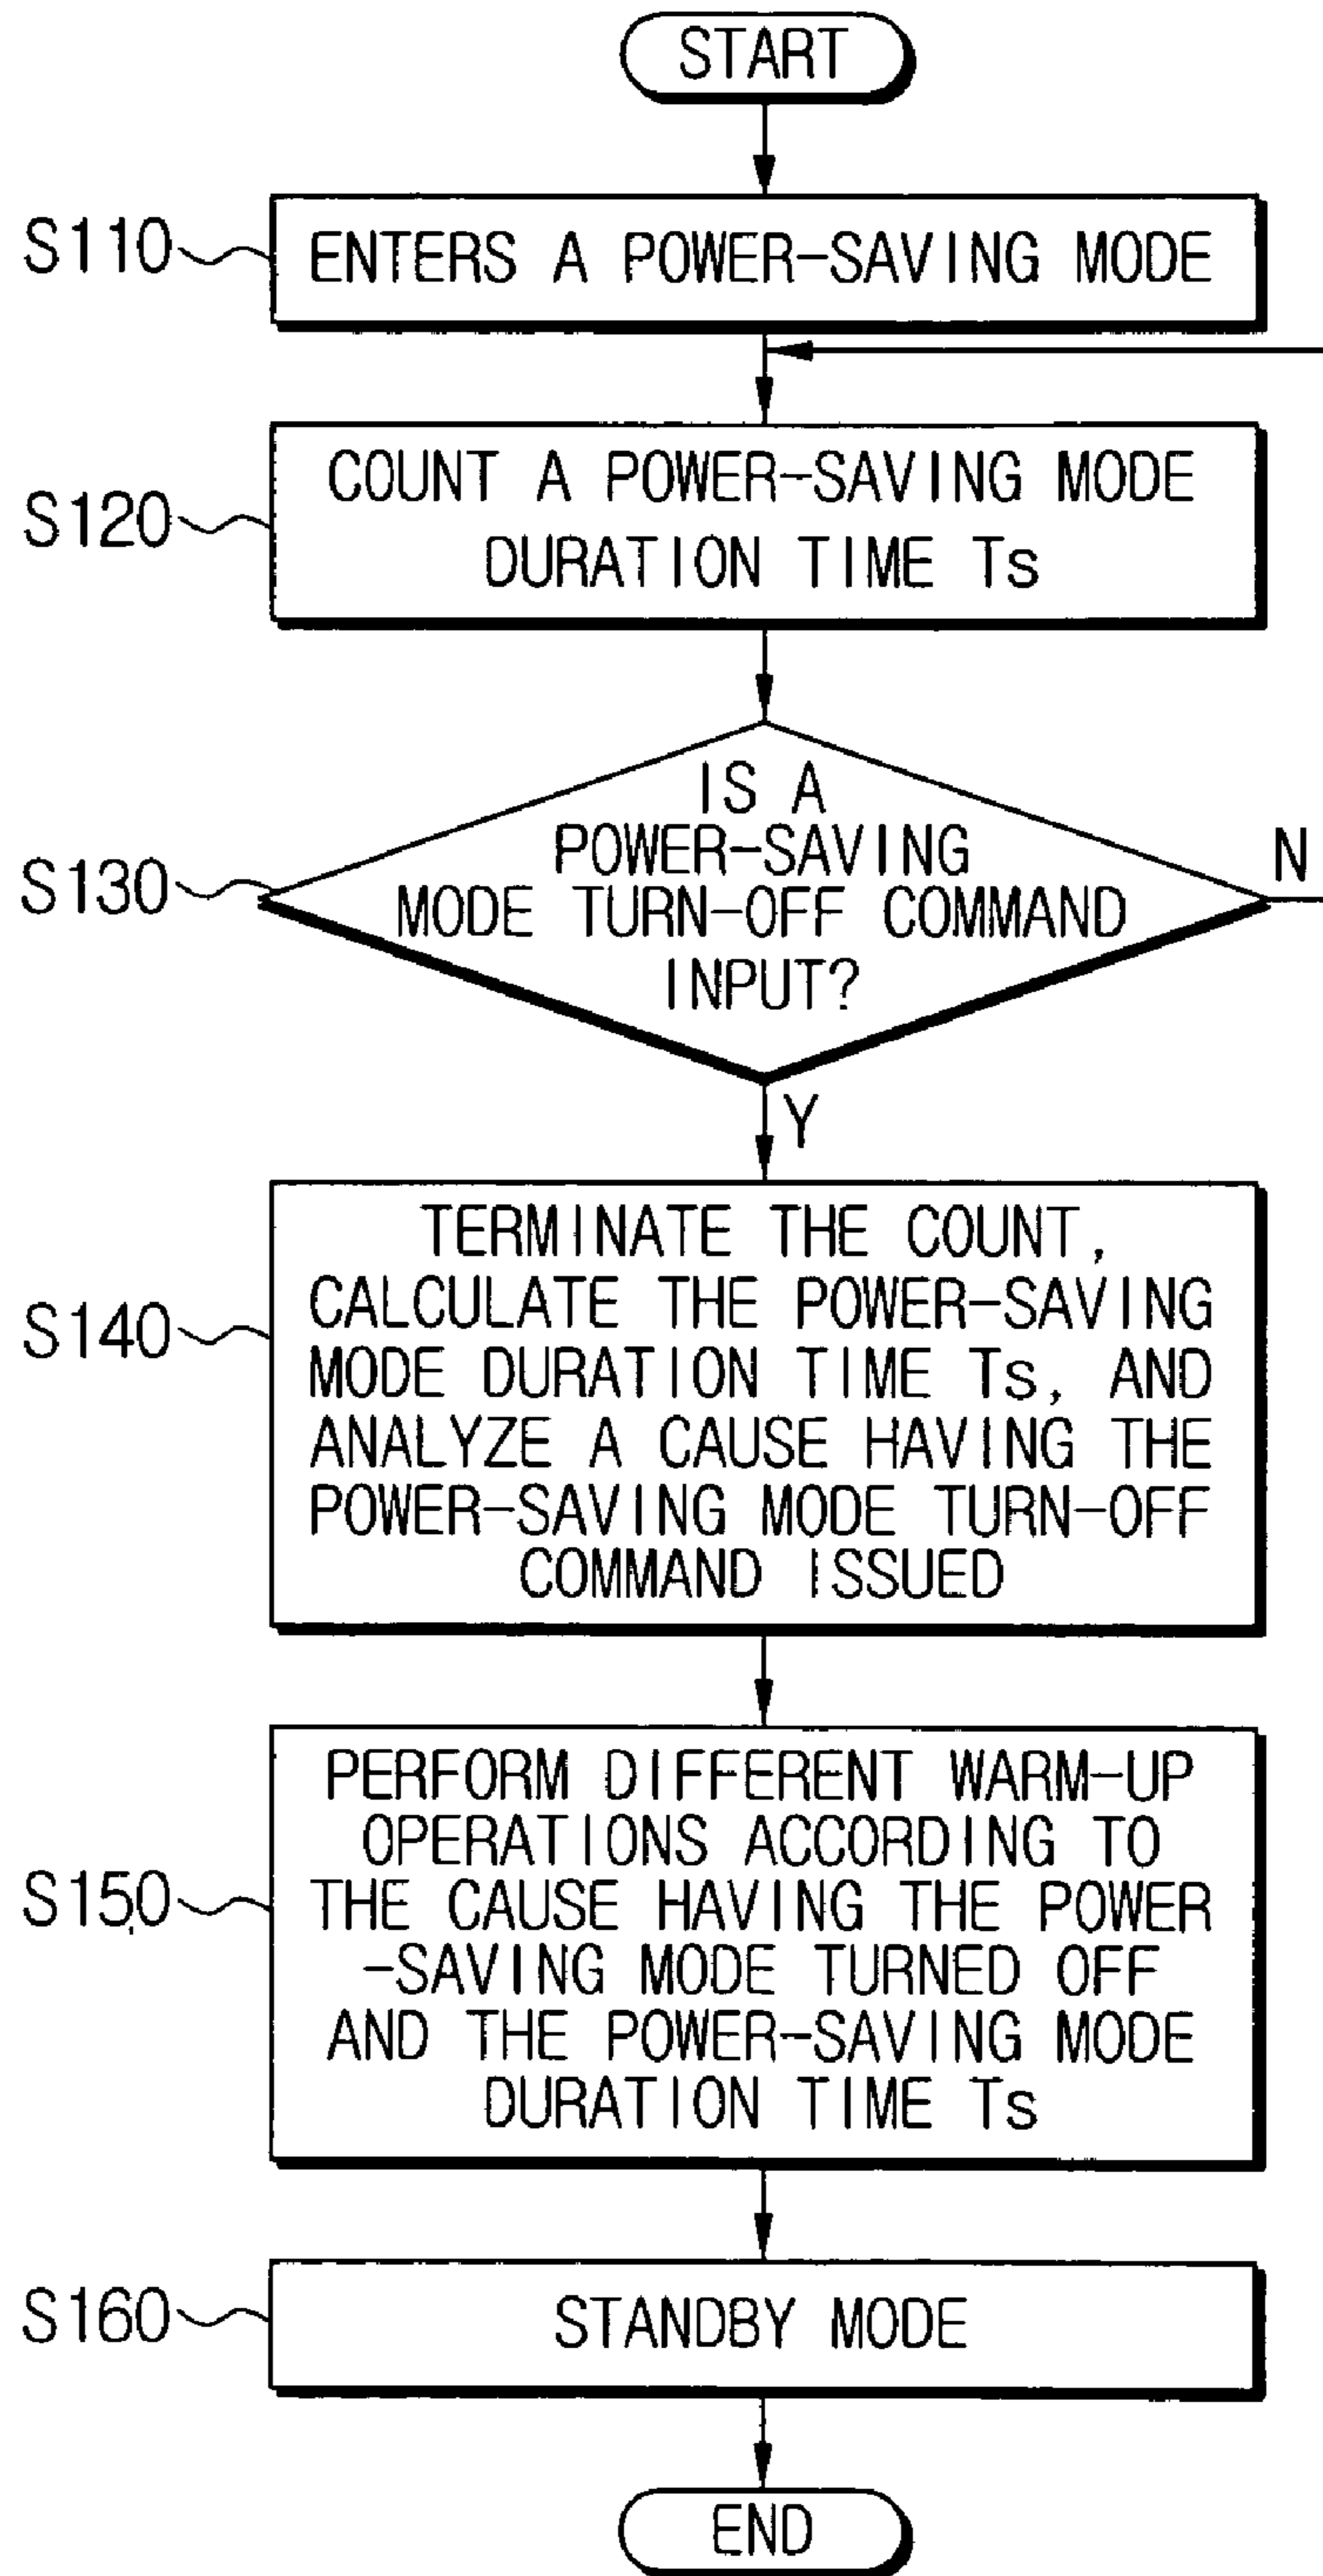 START
S110
ENTERS A POWER-SAVING MODE
S120
COUNT A POWER-SAVING MODE
DURATION TIME Ts
S130
IS A
POWER-SAVING
MODE TURN-OFF COMMAND
INPUT?
N
Y
S140
TERMINATE THE COUNT,
CALCULATE THE POWER-SAVING
MODE DURATION TIME Ts, AND
ANALYZE A CAUSE HAVING THE
POWER-SAVING MODE TURN-OFF
COMMAND ISSUED
S150
PERFORM DIFFERENT WARM-UP
OPERATIONS ACCORDING TO
THE CAUSE HAVING THE POWER
-SAVING MODE TURNED OFF
AND THE POWER-SAVING MODE
DURATION TIME Ts
S160
STANDBY MODE
END